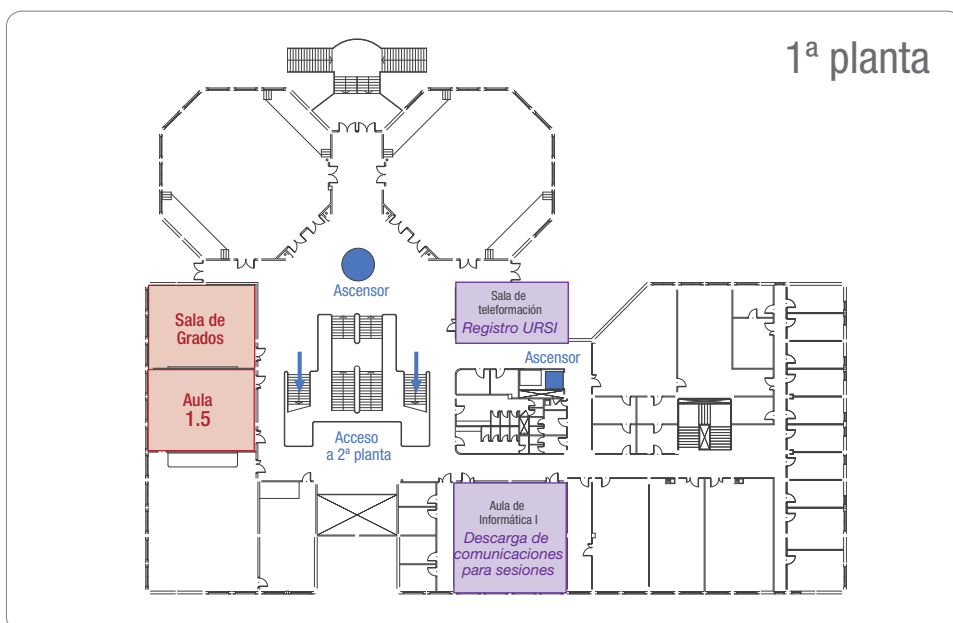 1ª planta
Ascensor
Sala de
teleformación
Registro URSI
Sala de
Grados
Ascensor
Aula
1.5
Acceso
a 2ª planta
Aula de
Informática I
Descarga de
comunicaciones
para sesiones